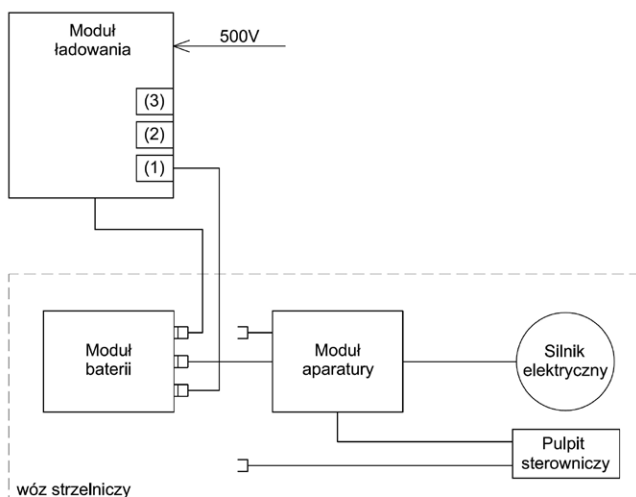 Moduł
ładowania
500V
(3)
(2)
(1)
Moduł
baterii
Moduł
aparatury
Silnik
elektryczny
Pulpit
sterowniczy
wóz strzelniczy